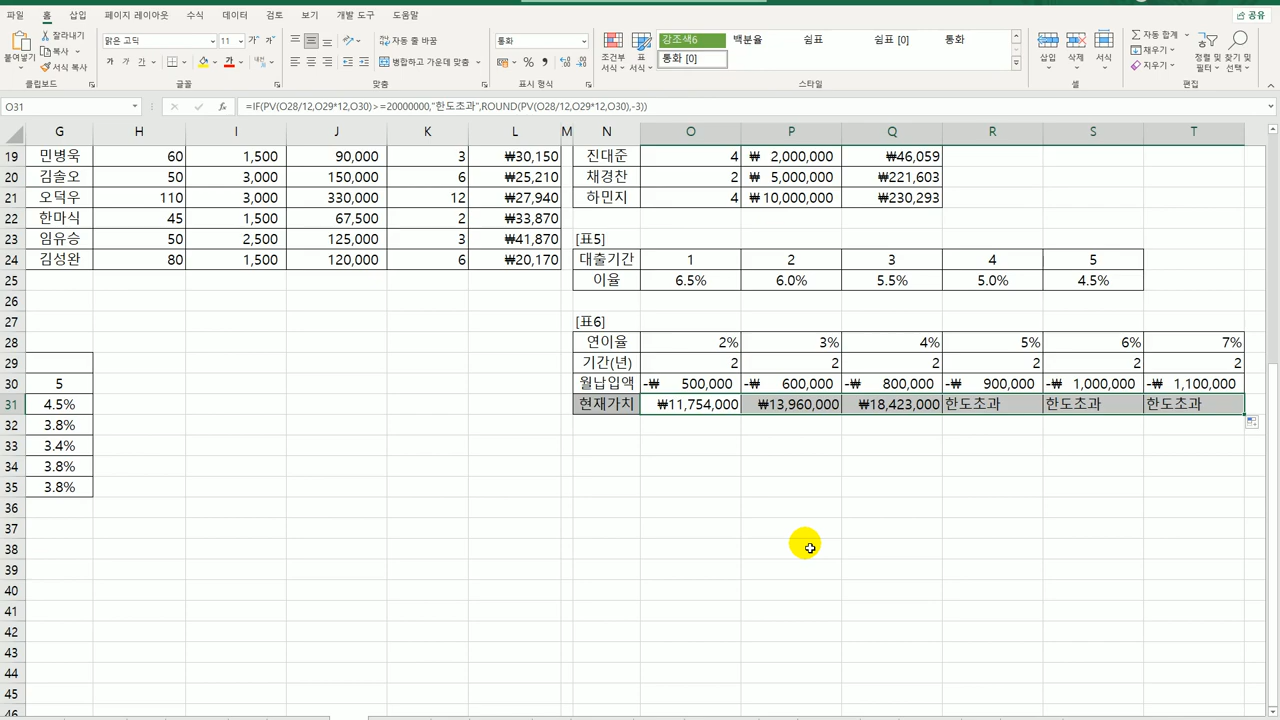 파일 홈 삽입 페이지 레이아웃 수식 데이터 검토 보기 개발 도구 도움말 공유
붙여넣기 잘라내기 복사 서식 복사 클립보드
맑은 고딕 11 가 가 가 가 가 가 글꼴
자동 줄 바꿈 병합하고 가운데 맞춤 맞춤
통화 % 표시 형식
조건부 서식 표 서식 강조색6 백분율 쉼표 쉼표 [0] 통화 통화 [0] 스타일
삽입 삭제 서식 셀
자동 합계 채우기 지우기 정렬 및 필터 찾기 및 선택 편집
O31 fx =IF(PV(O28/12,O29*12,O30)>=20000000,"한도초과",ROUND(PV(O28/12,O29*12,O30),-3))
G H I J K L M N O P Q R S T
19 민병욱 60 1,500 90,000 3 ₩30,150 진대준 4 ₩ 2,000,000 ₩46,059
20 김솔오 50 3,000 150,000 6 ₩25,210 채경찬 2 ₩ 5,000,000 ₩221,603
21 오덕우 110 3,000 330,000 12 ₩27,940 하민지 4 ₩ 10,000,000 ₩230,293
22 한마식 45 1,500 67,500 2 ₩33,870
23 임유승 50 2,500 125,000 3 ₩41,870 [표5]
24 김성완 80 1,500 120,000 6 ₩20,170 대출기간 1 2 3 4 5
25 이율 6.5% 6.0% 5.5% 5.0% 4.5%
26
27 [표6]
28 연이율 2% 3% 4% 5% 6% 7%
29 기간(년) 2 2 2 2 2 2
30 5 월납입액 -₩ 500,000 -₩ 600,000 -₩ 800,000 -₩ 900,000 -₩ 1,000,000 -₩ 1,100,000
31 4.5% 현재가치 ₩11,754,000 ₩13,960,000 ₩18,423,000 한도초과 한도초과 한도초과
32 3.8%
33 3.4%
34 3.8%
35 3.8%
36
37
38
39
40
41
42
43
44
45
46